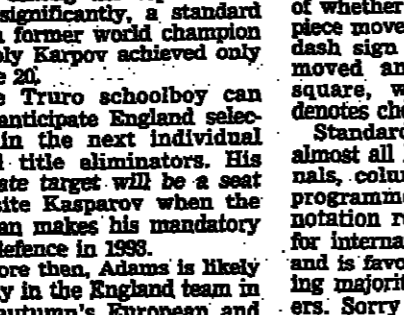 significantly, a standard
former world champion
Karpov achieved only
20.
Truro schoolboy can
anticipate England selec-
in the next individual
title eliminators. His
target will be a seat
Kasparov when the
makes his mandatory
defence in 1993.
then, Adams is likely
in the England team in
autumn's European and
of whether
piece move
dash sign
moved an
square, w
denotes che
Standard
almost all
nals, colum
programme
notation r
for interna
and is favo
ing majorit
ers. Sorry